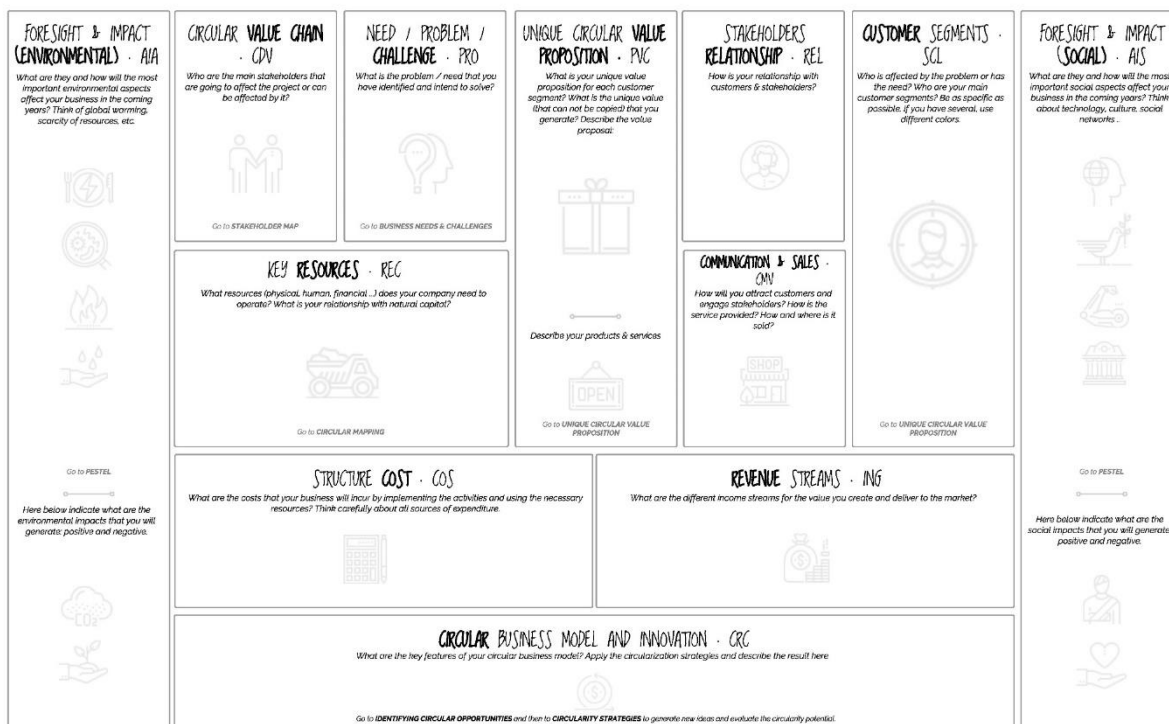 FORESIGHT & IMPACT
(ENVIRONMENTAL) · AIA
What are they and how will the most
important environmental aspects
affect your business in the coming
years? Think of global warming,
scarcity of resources, etc.
Go to PESTEL
Here below indicate what are the
environmental impacts that you will
generate: positive and negative.
CO2
CIRCULAR VALUE CHAIN
· CDV
Who are the main stakeholders that
are going to affect the project or can
be affected by it?
Go to STAKEHOLDER MAP
NEED / PROBLEM /
CHALLENGE · PRO
What is the problem / need that you
have identified and intend to solve?
Go to BUSINESS NEEDS & CHALLENGES
KEY RESOURCES · REC
What resources (physical, human, financial ...) does your company need to
operate? What is your relationship with natural capital?
Go to CIRCULAR MAPPING
UNIQUE CIRCULAR VALUE
PROPOSITION · PVC
What is your unique value
proposition for each customer
segment? What is the unique value
(that can not be copied) that you
generate? Describe the value
proposal:
Describe your products & services
OPEN
Go to UNIQUE CIRCULAR VALUE
PROPOSITION
STAKEHOLDERS
RELATIONSHIP · REL
How is your relationship with
customers & stakeholders?
COMMUNICATION & SALES ·
CMV
How will you attract customers and
engage stakeholders? How is the
service provided? How and where is it
sold?
SHOP
CUSTOMER SEGMENTS ·
SCL
Who is affected by the problem or has
the need? Who are your main
customer segments? Be as specific as
possible, if you have several, use
different colors.
Go to UNIQUE CIRCULAR VALUE
PROPOSITION
FORESIGHT & IMPACT
(SOCIAL) · AIS
What are they and how will the most
important social aspects affect your
business in the coming years? Think
about technology, culture, social
networks .
Go to PESTEL
Here below indicate what are the
social impacts that you will generate:
positive and negative.
STRUCTURE COST · COS
What are the costs that your business will incur by implementing the activities and using the necessary
resources? Think carefully about all sources of expenditure.
REVENUE STREAMS · ING
What are the different income streams for the value you create and deliver to the market?
CIRCULAR BUSINESS MODEL AND INNOVATION · CRC
What are the key features of your circular business model? Apply the circularization strategies and describe the result here
Go to IDENTIFYING CIRCULAR OPPORTUNITIES and then to CIRCULARITY STRATEGIES to generate new ideas and evaluate the circularity potential.